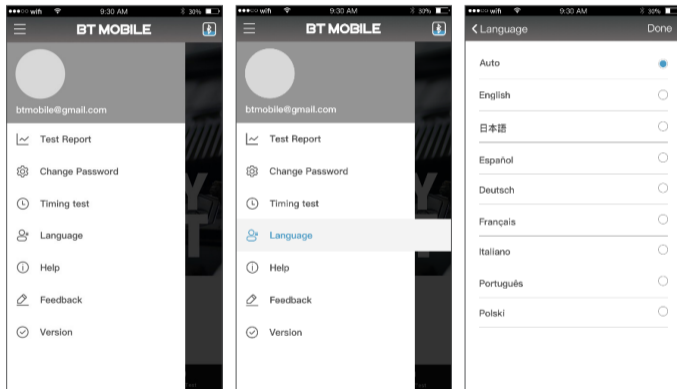 wifi 9:30 AM 30%
BT MOBILE
btmobile@gmail.com
Test Report
Change Password
Timing test
Language
Help
Feedback
Version
wifi 9:30 AM 30%
BT MOBILE
btmobile@gmail.com
Test Report
Change Password
Timing test
Language
Help
Feedback
Version
wifi 9:30 AM 30%
Language Done
Auto
English
日本語
Español
Deutsch
Français
Italiano
Português
Polski